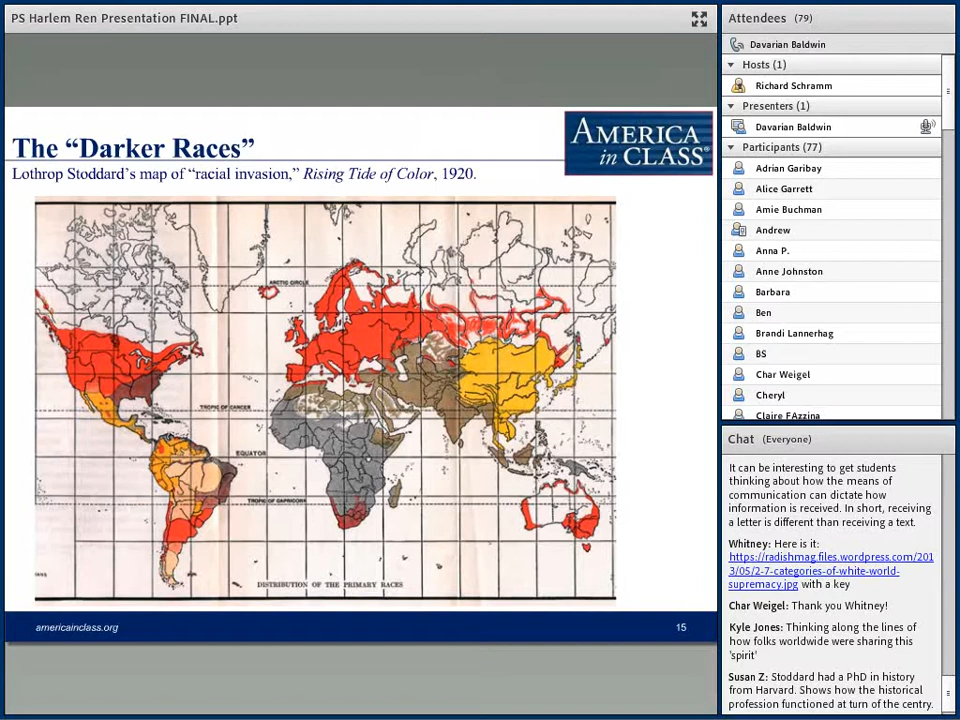 PS Harlem Ren Presentation FINAL.ppt
The “Darker Races”
AMERICA
in CLASS®
Lothrop Stoddard’s map of “racial invasion,” Rising Tide of Color, 1920.
ARCTIC CIRCLE
TROPIC OF CANCER
EQUATOR
TROPIC OF CAPRICORN
DISTRIBUTION OF THE PRIMARY RACES
americainclass.org
15
Attendees (79)
Davarian Baldwin
Hosts (1)
Richard Schramm
Presenters (1)
Davarian Baldwin
Participants (77)
Adrian Garibay
Alice Garrett
Amie Buchman
Andrew
Anna P.
Anne Johnston
Barbara
Ben
Brandi Lannerhag
BS
Char Weigel
Cheryl
Claire FAzzina
Chat (Everyone)
It can be interesting to get students
thinking about how the means of
communication can dictate how
information is received. In short, receiving
a letter is different than receiving a text.
Whitney: Here is it:
https://radishmag.files.wordpress.com/201
3/05/2-7-categories-of-white-world-
supremacy.jpg with a key
Char Weigel: Thank you Whitney!
Kyle Jones: Thinking along the lines of
how folks worldwide were sharing this
'spirit'
Susan Z: Stoddard had a PhD in history
from Harvard. Shows how the historical
profession functioned at turn of the centry.